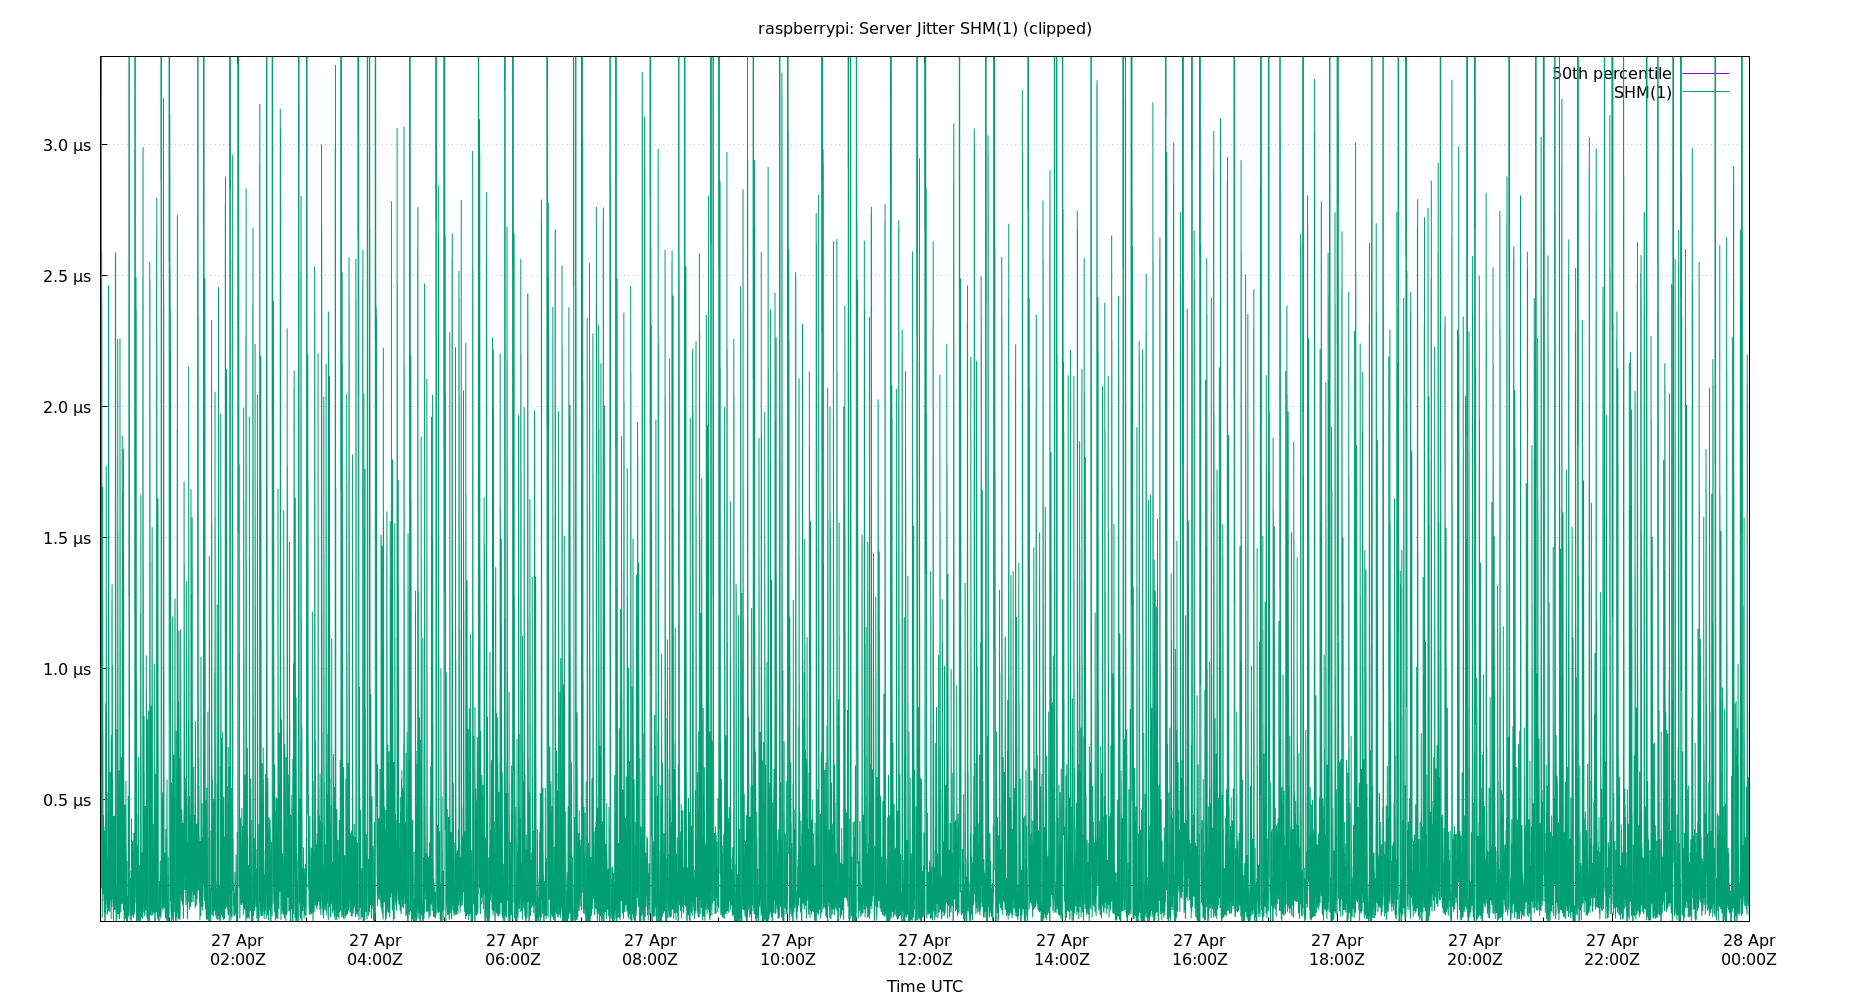 raspberrypi: Server Jitter SHM(1) (clipped)
50th percentile
SHM(1)
3.0 µs
2.5 µs
2.0 µs
1.5 µs
1.0 µs
0.5 µs
27 Apr 27 Apr 27 Apr 27 Apr 27 Apr 27 Apr 27 Apr 27 Apr 27 Apr 27 Apr 27 Apr 28 Apr
02:00Z 04:00Z 06:00Z 08:00Z 10:00Z 12:00Z 14:00Z 16:00Z 18:00Z 20:00Z 22:00Z 00:00Z
Time UTC